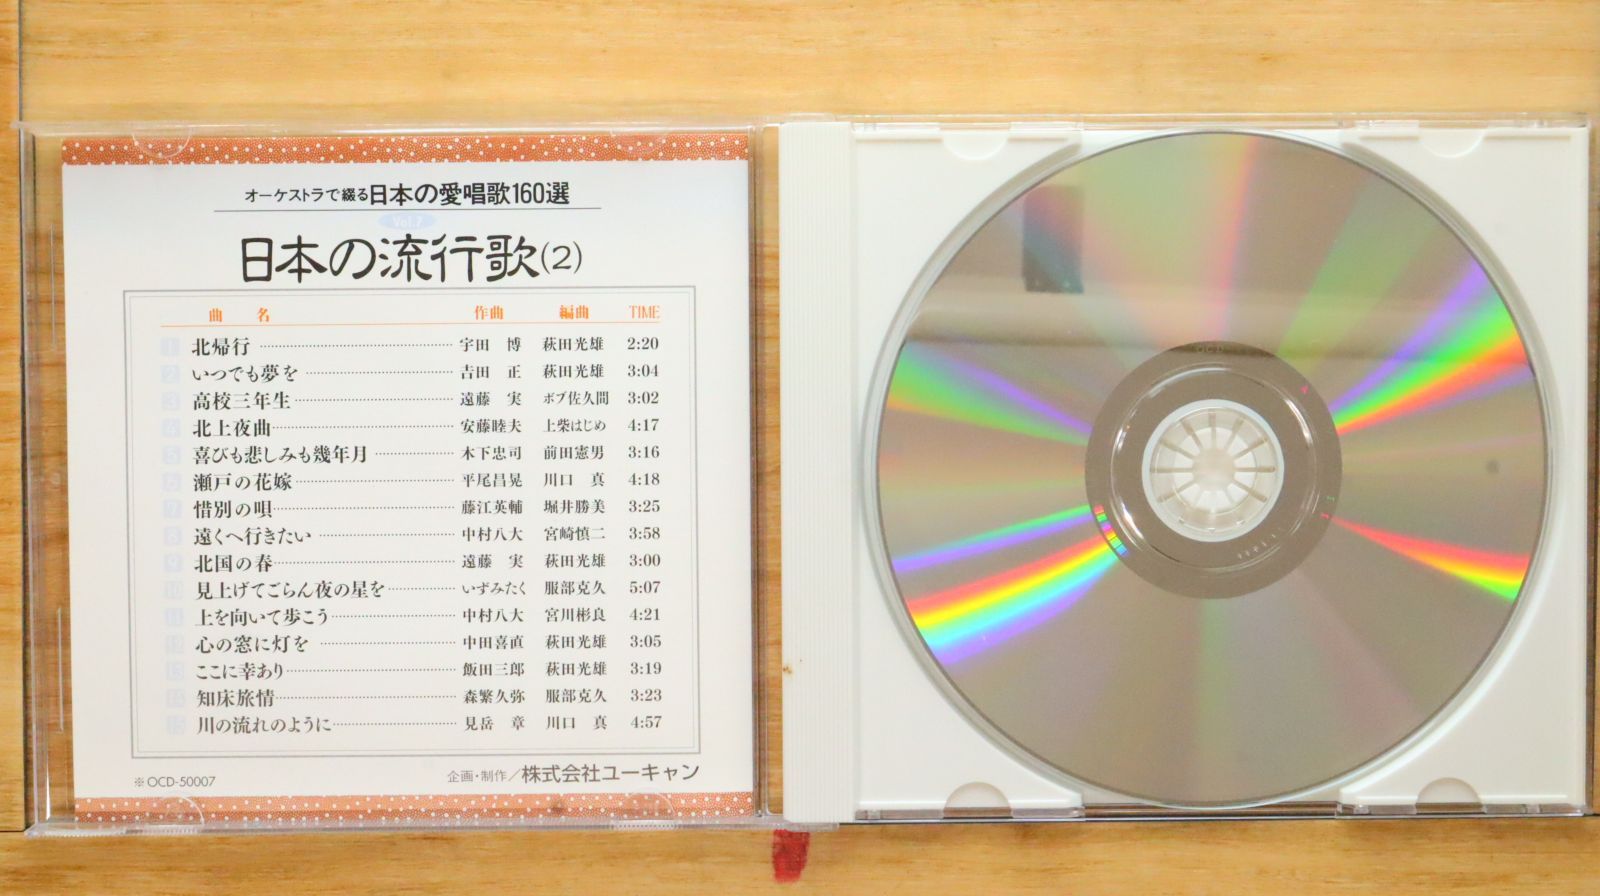 オーケストラで綴る日本の愛唱歌160選
Vol.7
日本の流行歌(2)
曲名 作曲 編曲 TIME
1 北帰行 宇田 博 萩田光雄 2:20
2 いつでも夢を 吉田 正 萩田光雄 3:04
3 高校三年生 遠藤 実 ボブ佐久間 3:02
4 北上夜曲 安藤睦夫 上柴はじめ 4:17
5 喜びも悲しみも幾年月 木下忠司 前田憲男 3:16
6 瀬戸の花嫁 平尾昌晃 川口 真 4:18
7 惜別の唄 藤江英輔 堀井勝美 3:25
8 遠くへ行きたい 中村八大 宮崎慎二 3:58
9 北国の春 遠藤 実 萩田光雄 3:00
10 見上げてごらん夜の星を いずみたく 服部克久 5:07
11 上を向いて歩こう 中村八大 宮川彬良 4:21
12 心の窓に灯を 中田喜直 萩田光雄 3:05
13 ここに幸あり 飯田三郎 萩田光雄 3:19
14 知床旅情 森繁久弥 服部克久 3:23
15 川の流れのように 見岳 章 川口 真 4:57
※OCD-50007
企画・制作/株式会社ユーキャン